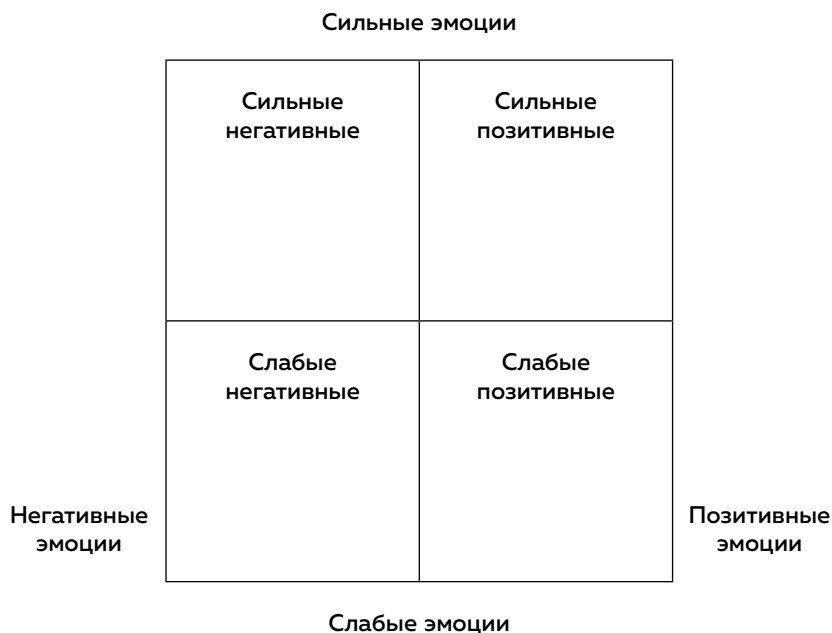 Сильные эмоции
Сильные
негативные
Сильные
позитивные
Слабые
негативные
Слабые
позитивные
Негативные
эмоции
Позитивные
эмоции
Слабые эмоции